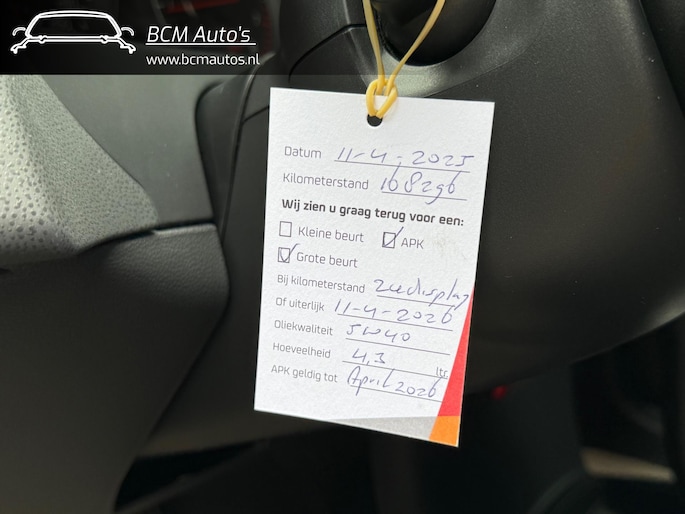 BCM Auto's
www.bcmautos.nl
Datum 11-4-2025
Kilometerstand 168296
Wij zien u graag terug voor een:
Kleine beurt APK
Grote beurt
Bij kilometerstand zie display
Of uiterlijk 11-4-2026
Oliekwaliteit 5W40
Hoeveelheid 4,3 ltr.
APK geldig tot April 2026